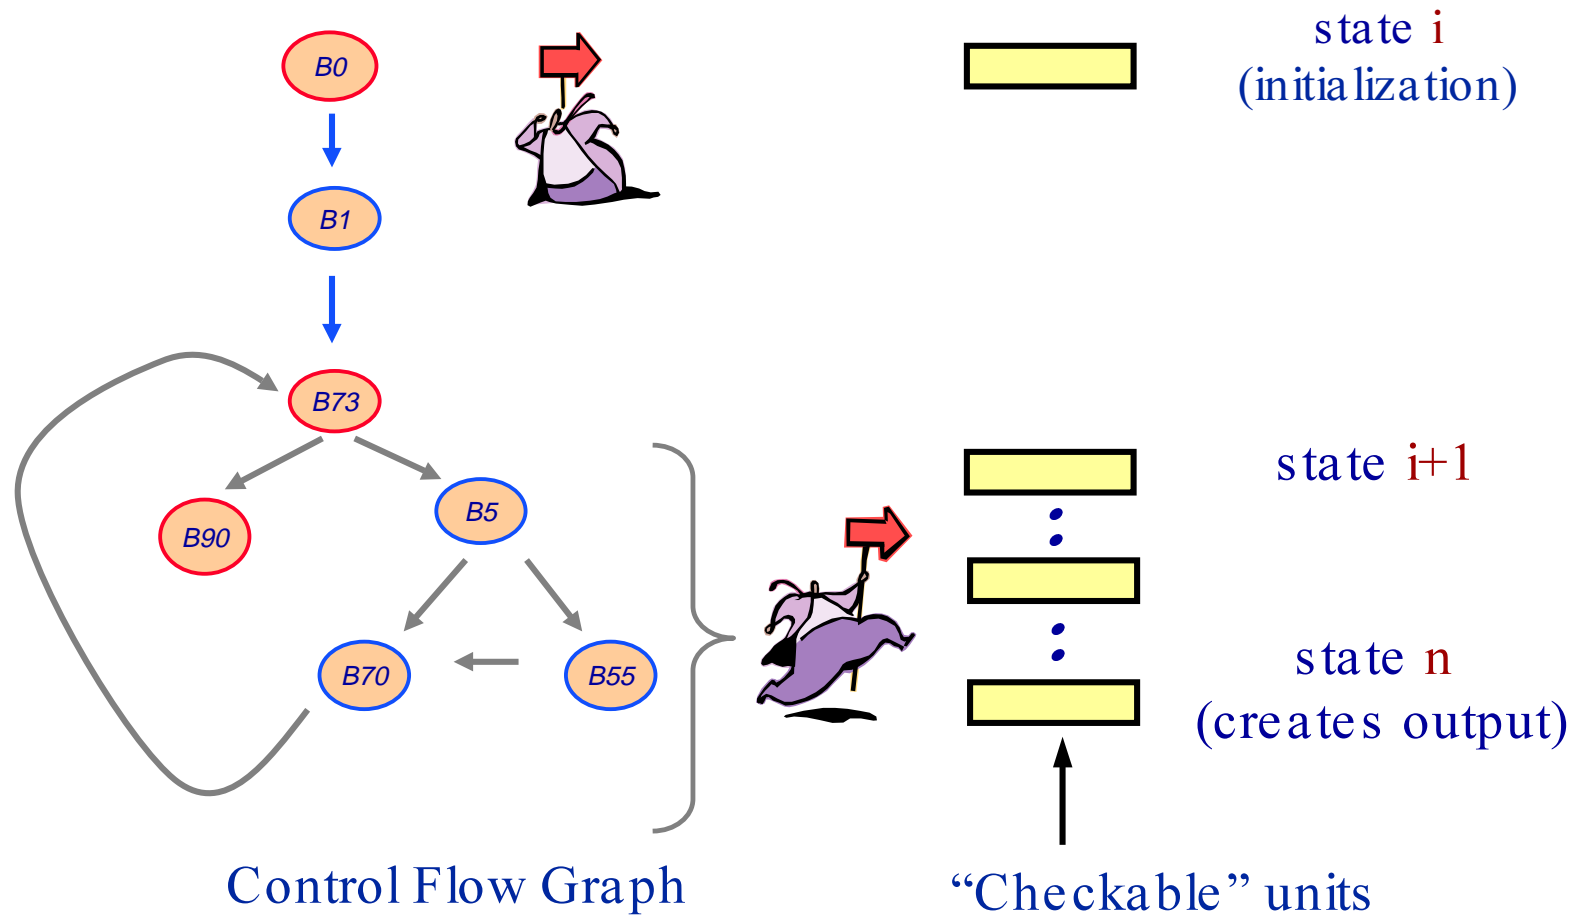 B0
state i
(initialization)
B1
B73
state i+1
B5
B90
B70
B55
state n
(creates output)
Control Flow Graph
“Checkable” units